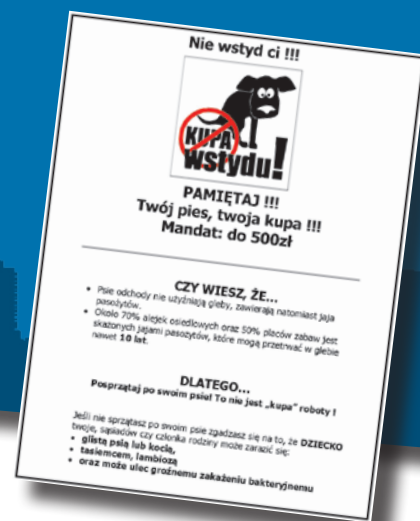 Nie wstyd ci !!!
KUPA
wstydu!
PAMIĘTAJ !!!
Twój pies, twoja kupa !!!
Mandat: do 500zł
CZY WIESZ, ŻE...
• Psie odchody nie użyźniają gleby, zawierają natomiast jaja
pasożytów.
• Około 70% alejek osiedlowych oraz 50% placów zabaw jest
skażonych jajami pasożytów, które mogą przetrwać w glebie
nawet 10 lat.
DLATEGO...
Posprzątaj po swoim psie! To nie jest „kupa" roboty !
Jeśli nie sprzątasz po swoim psie zgadzasz się na to, że DZIECKO
twoje, sąsiadów czy członka rodziny może zarazić się:
• glistą psią lub kocią,
• tasiemcem, lambiozą
• oraz może ulec groźnemu zakażeniu bakteryjnemu